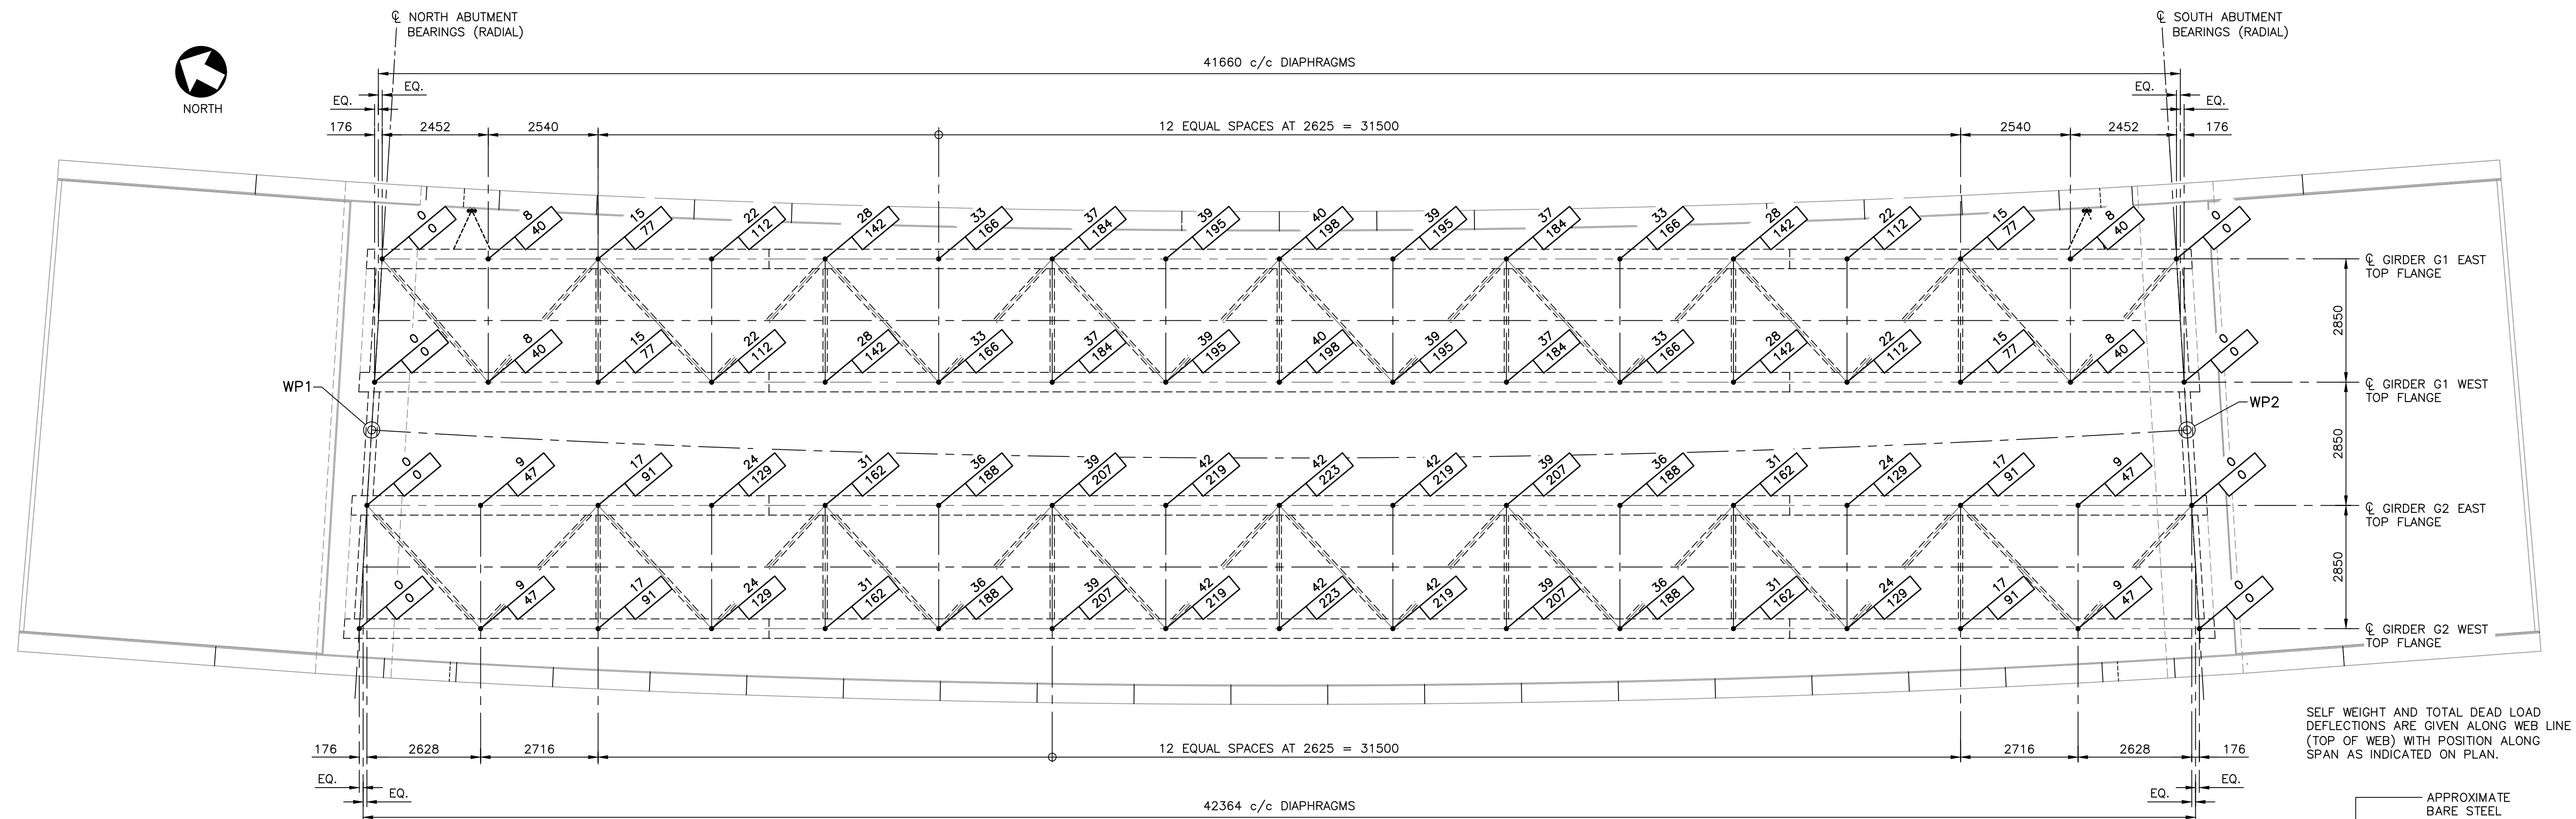 ℄ NORTH ABUTMENT
BEARINGS (RADIAL)
℄ SOUTH ABUTMENT
BEARINGS (RADIAL)
NORTH
41660 c/c DIAPHRAGMS
EQ.
EQ.
EQ.
EQ.
176
2452
2540
12 EQUAL SPACES AT 2625 = 31500
2540
2452
176
0 8 15 22 28 33 37 39 40 39 37 33 28 22 15 8 0
0 40 77 112 142 166 184 195 198 195 184 166 142 112 77 40 0
℄ GIRDER G1 EAST
TOP FLANGE
2850
0 8 15 22 28 33 37 39 40 39 37 33 28 22 15 8 0
0 40 77 112 142 166 184 195 198 195 184 166 142 112 77 40 0
℄ GIRDER G1 WEST
TOP FLANGE
WP1
WP2
2850
0 9 17 24 31 36 39 42 42 42 39 36 31 24 17 9 0
0 47 91 129 162 188 207 219 223 219 207 188 162 129 91 47 0
℄ GIRDER G2 EAST
TOP FLANGE
2850
0 9 17 24 31 36 39 42 42 42 39 36 31 24 17 9 0
0 47 91 129 162 188 207 219 223 219 207 188 162 129 91 47 0
℄ GIRDER G2 WEST
TOP FLANGE
SELF WEIGHT AND TOTAL DEAD LOAD
DEFLECTIONS ARE GIVEN ALONG WEB LINE
(TOP OF WEB) WITH POSITION ALONG
SPAN AS INDICATED ON PLAN.
176
2628
2716
12 EQUAL SPACES AT 2625 = 31500
2716
2628
176
EQ.
EQ.
EQ.
EQ.
42364 c/c DIAPHRAGMS
APPROXIMATE
BARE STEEL